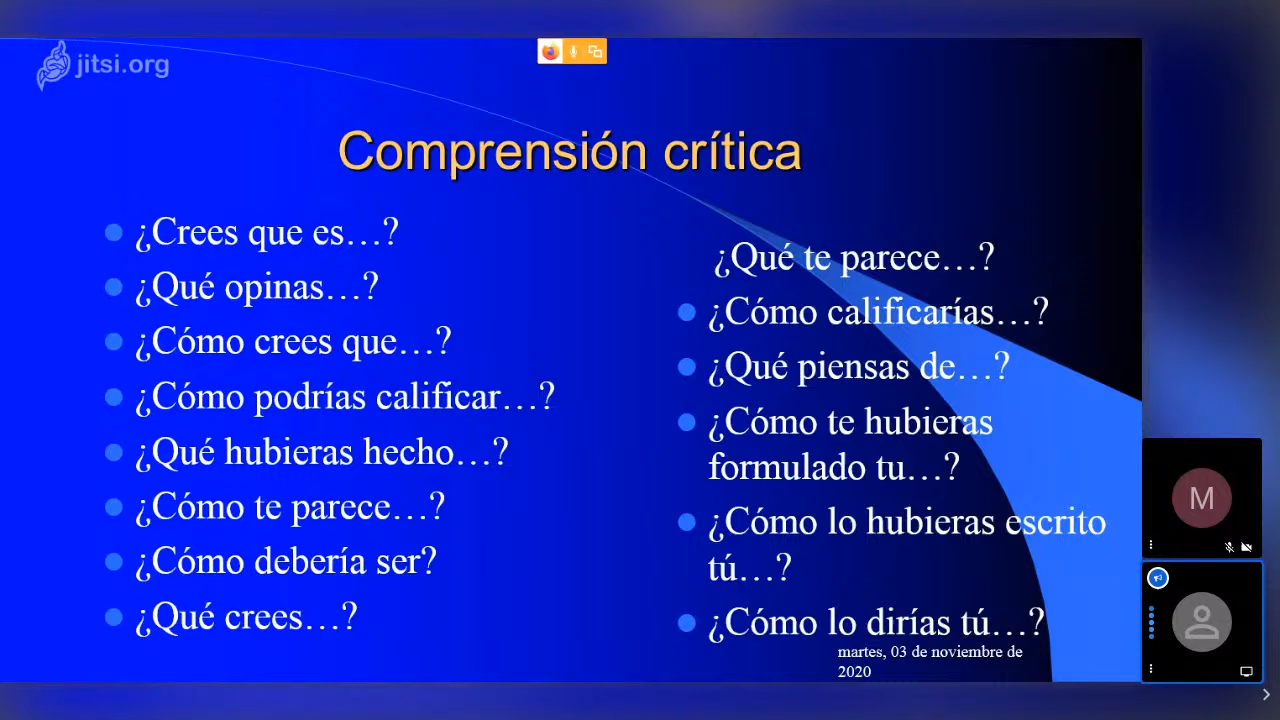 jitsi.org
Comprensión crítica
¿Crees que es…?
¿Qué opinas…?
¿Cómo crees que…?
¿Cómo podrías calificar…?
¿Qué hubieras hecho…?
¿Cómo te parece…?
¿Cómo debería ser?
¿Qué crees…?
¿Qué te parece…?
¿Cómo calificarías…?
¿Qué piensas de…?
¿Cómo te hubieras
formulado tu…?
¿Cómo lo hubieras escrito
tú…?
¿Cómo lo dirías tú…?
martes, 03 de noviembre de
2020
M